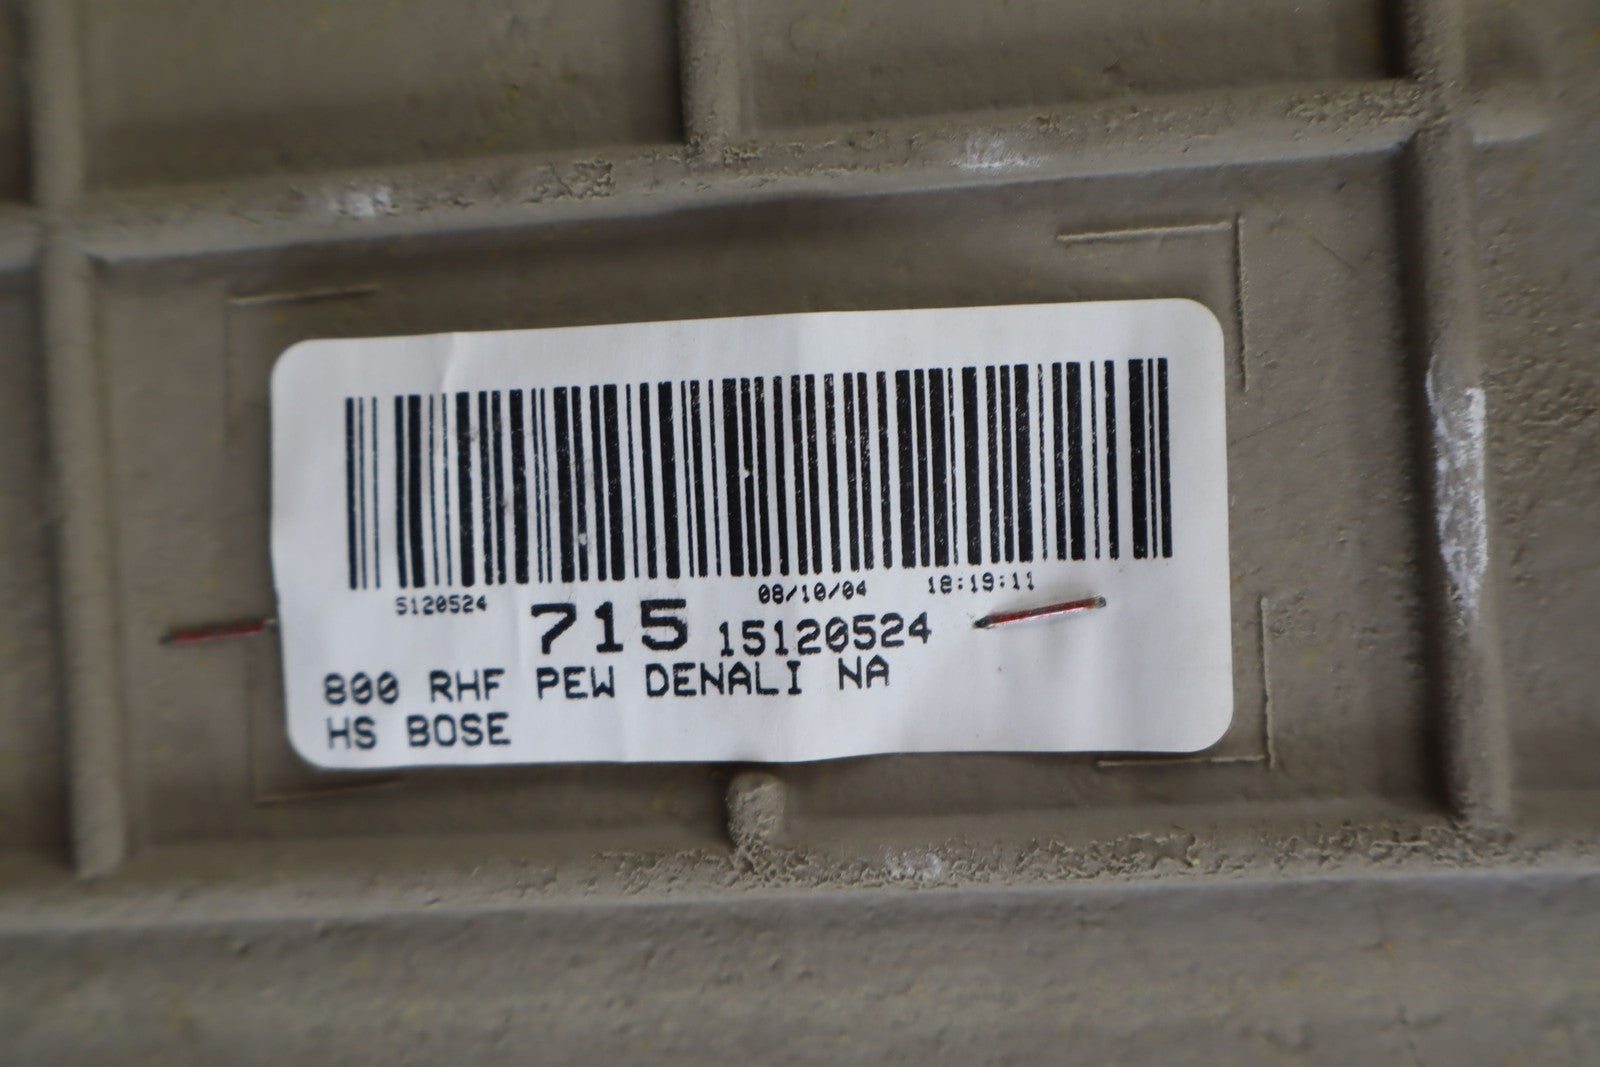 5120524 08/10/04 18:19:11
715 15120524
800 RHF PEW DENALI NA
HS BOSE